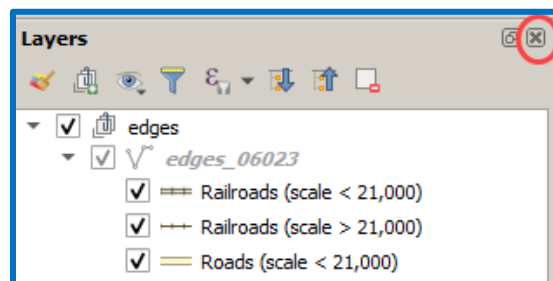 Layers
edges
edges_06023
Railroads (scale < 21,000)
Railroads (scale > 21,000)
Roads (scale < 21,000)